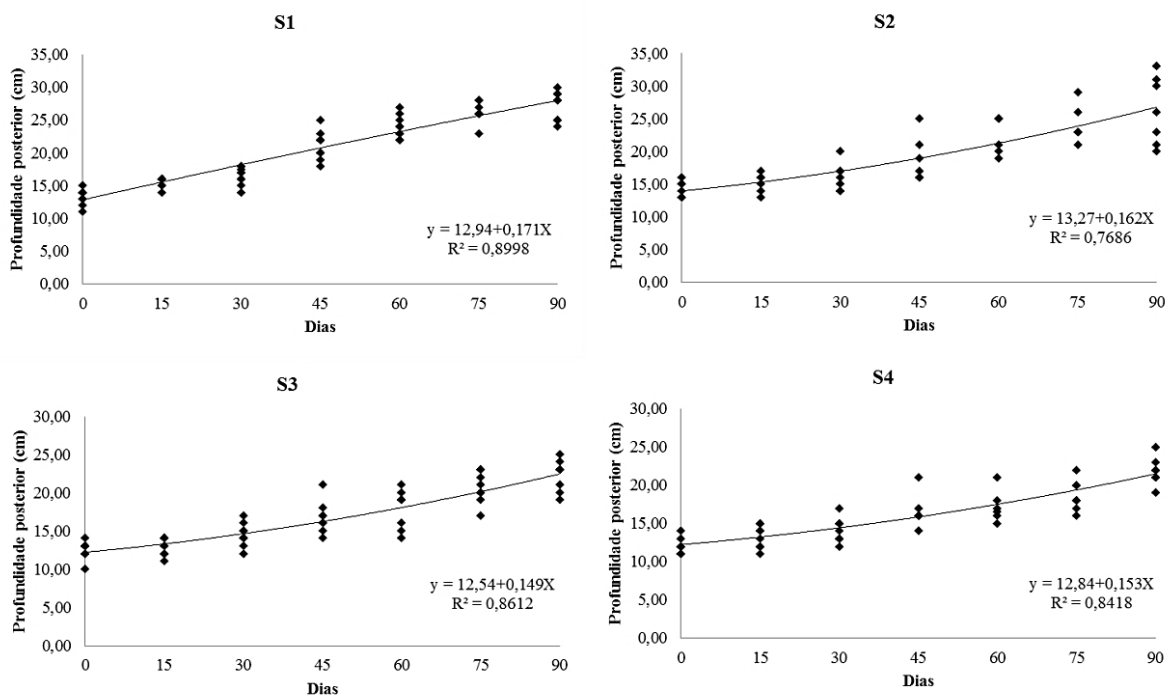 S1
Profundidade posterior (cm)
35,00
30,00
25,00
20,00
15,00
10,00
5,00
0,00
y = 12,94+0,171X
R² = 0,8998
0 15 30 45 60 75 90
Dias
S2
Profundidade posterior (cm)
35,00
30,00
25,00
20,00
15,00
10,00
5,00
0,00
y = 13,27+0,162X
R² = 0,7686
0 15 30 45 60 75 90
Dias
S3
Profundidade posterior (cm)
30,00
25,00
20,00
15,00
10,00
5,00
0,00
y = 12,54+0,149X
R² = 0,8612
0 15 30 45 60 75 90
Dias
S4
Profundidade posterior (cm)
30,00
25,00
20,00
15,00
10,00
5,00
0,00
y = 12,84+0,153X
R² = 0,8418
0 15 30 45 60 75 90
Dias